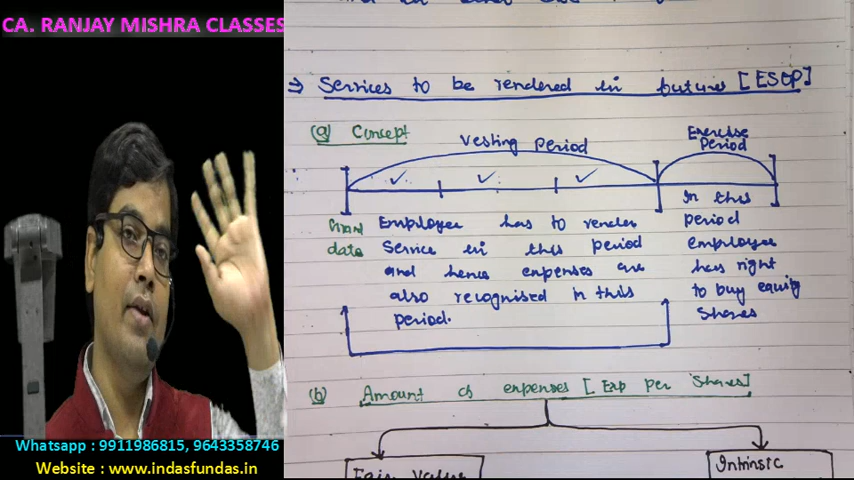 CA. RANJAY MISHRA CLASSES
⇒ Services to be rendered in future [ESOP]
(a) Concept
Vesting Period
Exercise
Period
Grant
date
Employee has to render
Service in this period
and hence expenses are
also recognised in this
period.
In this
period
employee
has right
to buy equity
Shares
(b) Amount of expenses [Exp per Shares]
Fair Value
Intrinsic
Whatsapp : 9911986815, 9643358746
Website : www.indasfundas.in